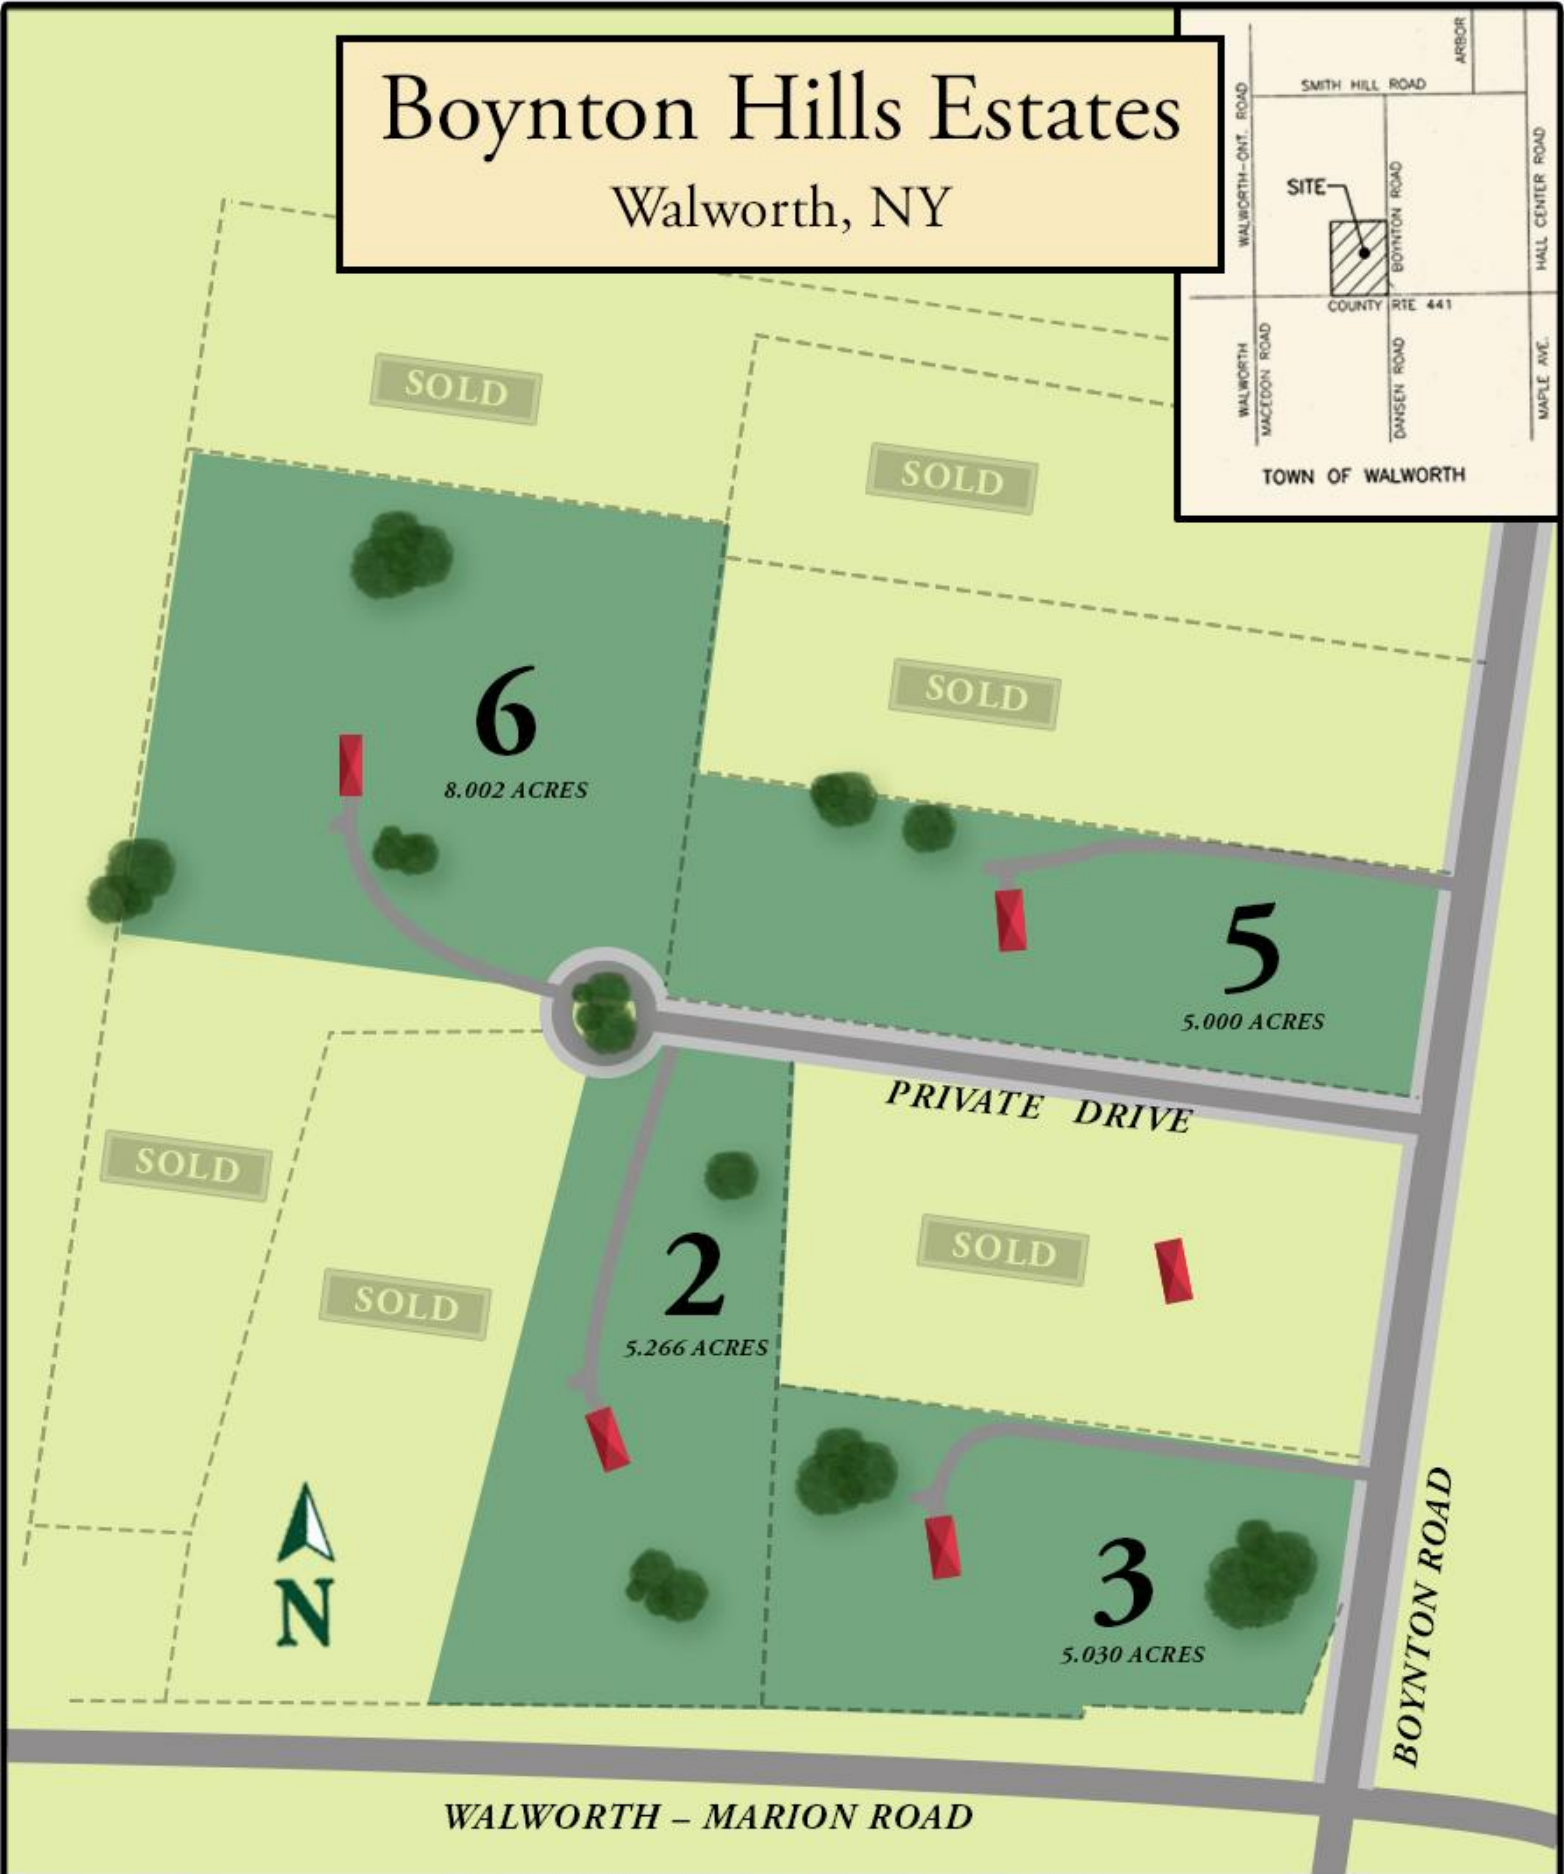 Boynton Hills Estates
Walworth, NY
ARBOR
SMITH HILL ROAD
WALWORTH-ONT. ROAD
SITE
BOYNTON ROAD
HALL CENTER ROAD
COUNTY RTE 441
WALWORTH
MACEDON ROAD
DANSEN ROAD
MAPLE AVE.
TOWN OF WALWORTH
SOLD
SOLD
SOLD
6
8.002 ACRES
5
5.000 ACRES
PRIVATE DRIVE
SOLD
SOLD
2
5.266 ACRES
SOLD
N
3
5.030 ACRES
BOYNTON ROAD
WALWORTH – MARION ROAD